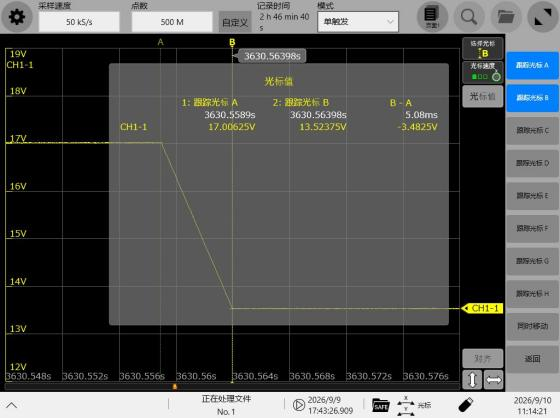 采样速度
点数
记录时间
模式
50 kS/s
500 M
自定义
2 h 46 min 40 s
单触发
页面1
A
B
3630.56398s
选择光标
B
光标速度
光标值
19V
CH1-1
18V
17V
16V
15V
14V
13V
12V
光标值
1: 跟踪光标 A
2: 跟踪光标 B
B - A
3630.5589s
3630.56398s
5.08ms
CH1-1
17.00625V
13.52375V
-3.4825V
CH1-1
3630.548s
3630.552s
3630.556s
3630.56s
3630.564s
3630.568s
3630.572s
3630.576s
对齐
跟踪光标 A
跟踪光标 B
跟踪光标 C
跟踪光标 D
跟踪光标 E
跟踪光标 F
跟踪光标 G
跟踪光标 H
同时移动
返回
正在处理文件
No. 1
2026/9/9
17:43:26.909
SAFE
X
Y
光标
2026/9/10
11:14:21